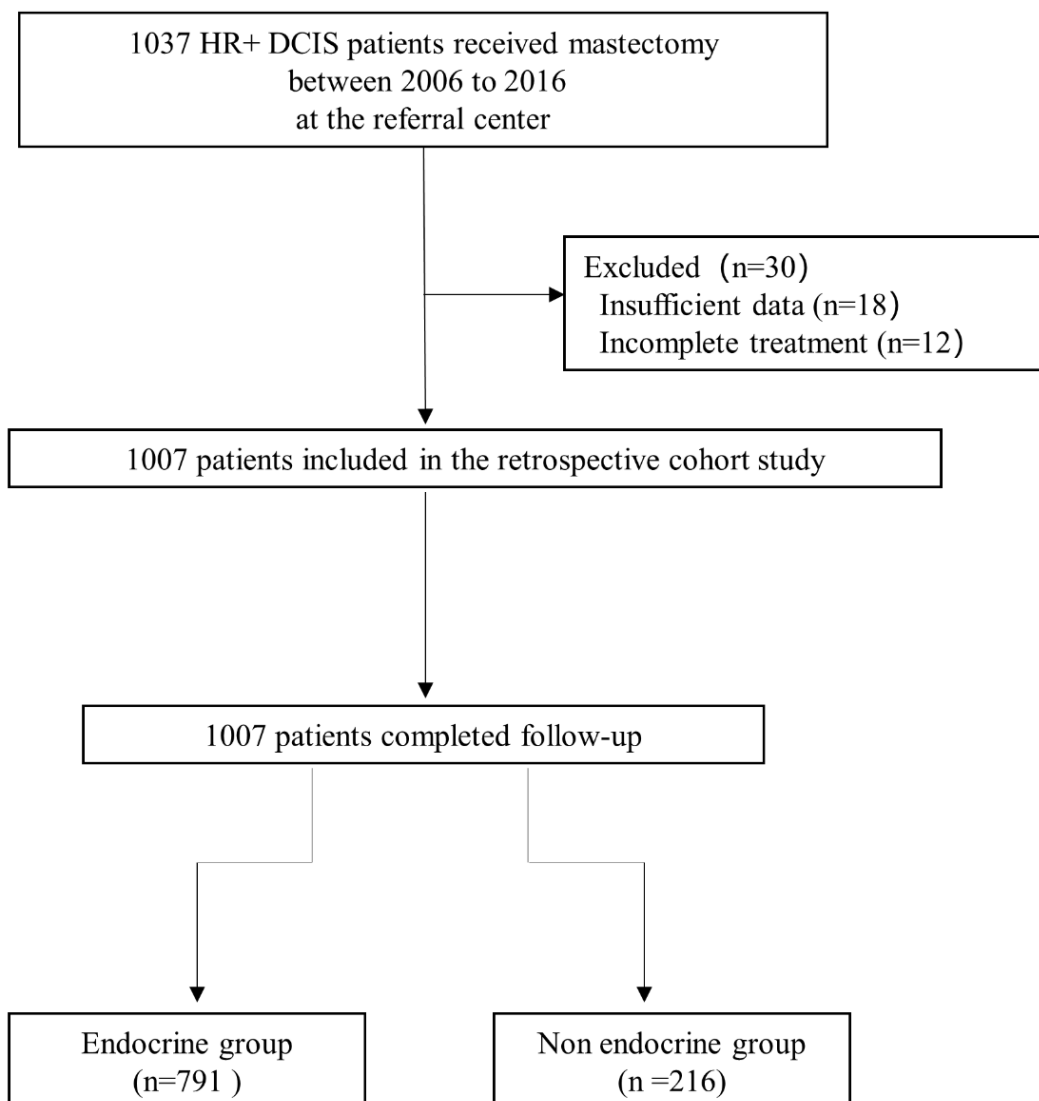 1037 HR+ DCIS patients received mastectomy
between 2006 to 2016
at the referral center
Excluded（n=30)
Insufficient data (n=18)
Incomplete treatment (n=12)
1007 patients included in the retrospective cohort study
1007 patients completed follow-up
Endocrine group
(n=791 )
Non endocrine group
(n =216)